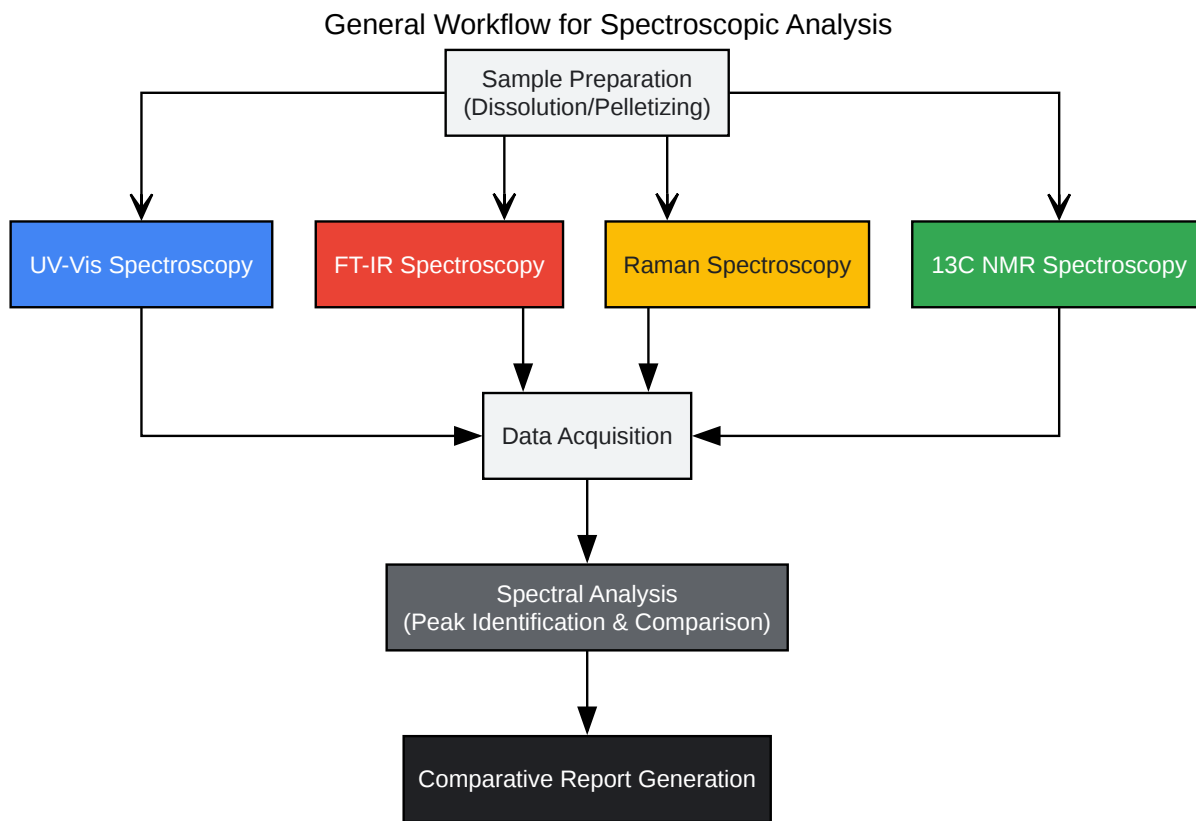 General Workflow for Spectroscopic Analysis
Sample Preparation
(Dissolution/Pelletizing)
UV-Vis Spectroscopy
FT-IR Spectroscopy
Raman Spectroscopy
13C NMR Spectroscopy
Data Acquisition
Spectral Analysis
(Peak Identification & Comparison)
Comparative Report Generation